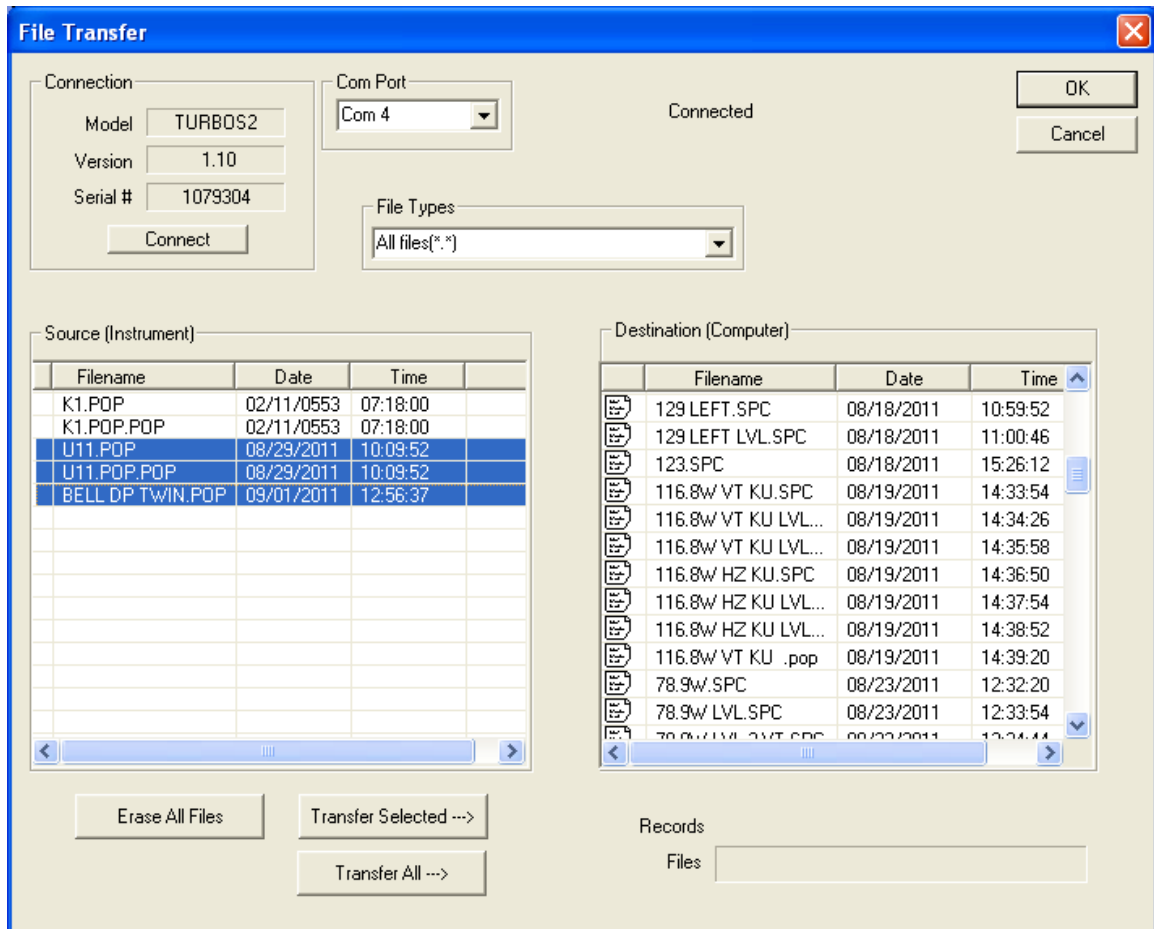 File Transfer
Connection
Model TURBOS2
Version 1.10
Serial # 1079304
Connect
Com Port
Com 4
Connected
OK
Cancel
File Types
All files(*.*)
Source (Instrument)
Filename Date Time
K1.POP 02/11/0553 07:18:00
K1.POP.POP 02/11/0553 07:18:00
U11.POP 08/29/2011 10:09:52
U11.POP.POP 08/29/2011 10:09:52
BELL DP TWIN.POP 09/01/2011 12:56:37
Destination (Computer)
Filename Date Time
129 LEFT.SPC 08/18/2011 10:59:52
129 LEFT LVL.SPC 08/18/2011 11:00:46
123.SPC 08/18/2011 15:26:12
116.8W VT KU.SPC 08/19/2011 14:33:54
116.8W VT KU LVL... 08/19/2011 14:34:26
116.8W VT KU LVL... 08/19/2011 14:35:58
116.8W HZ KU.SPC 08/19/2011 14:36:50
116.8W HZ KU LVL... 08/19/2011 14:37:54
116.8W HZ KU LVL... 08/19/2011 14:38:52
116.8W VT KU .pop 08/19/2011 14:39:20
78.9W.SPC 08/23/2011 12:32:20
78.9W LVL.SPC 08/23/2011 12:33:54
Erase All Files
Transfer Selected --->
Transfer All --->
Records
Files